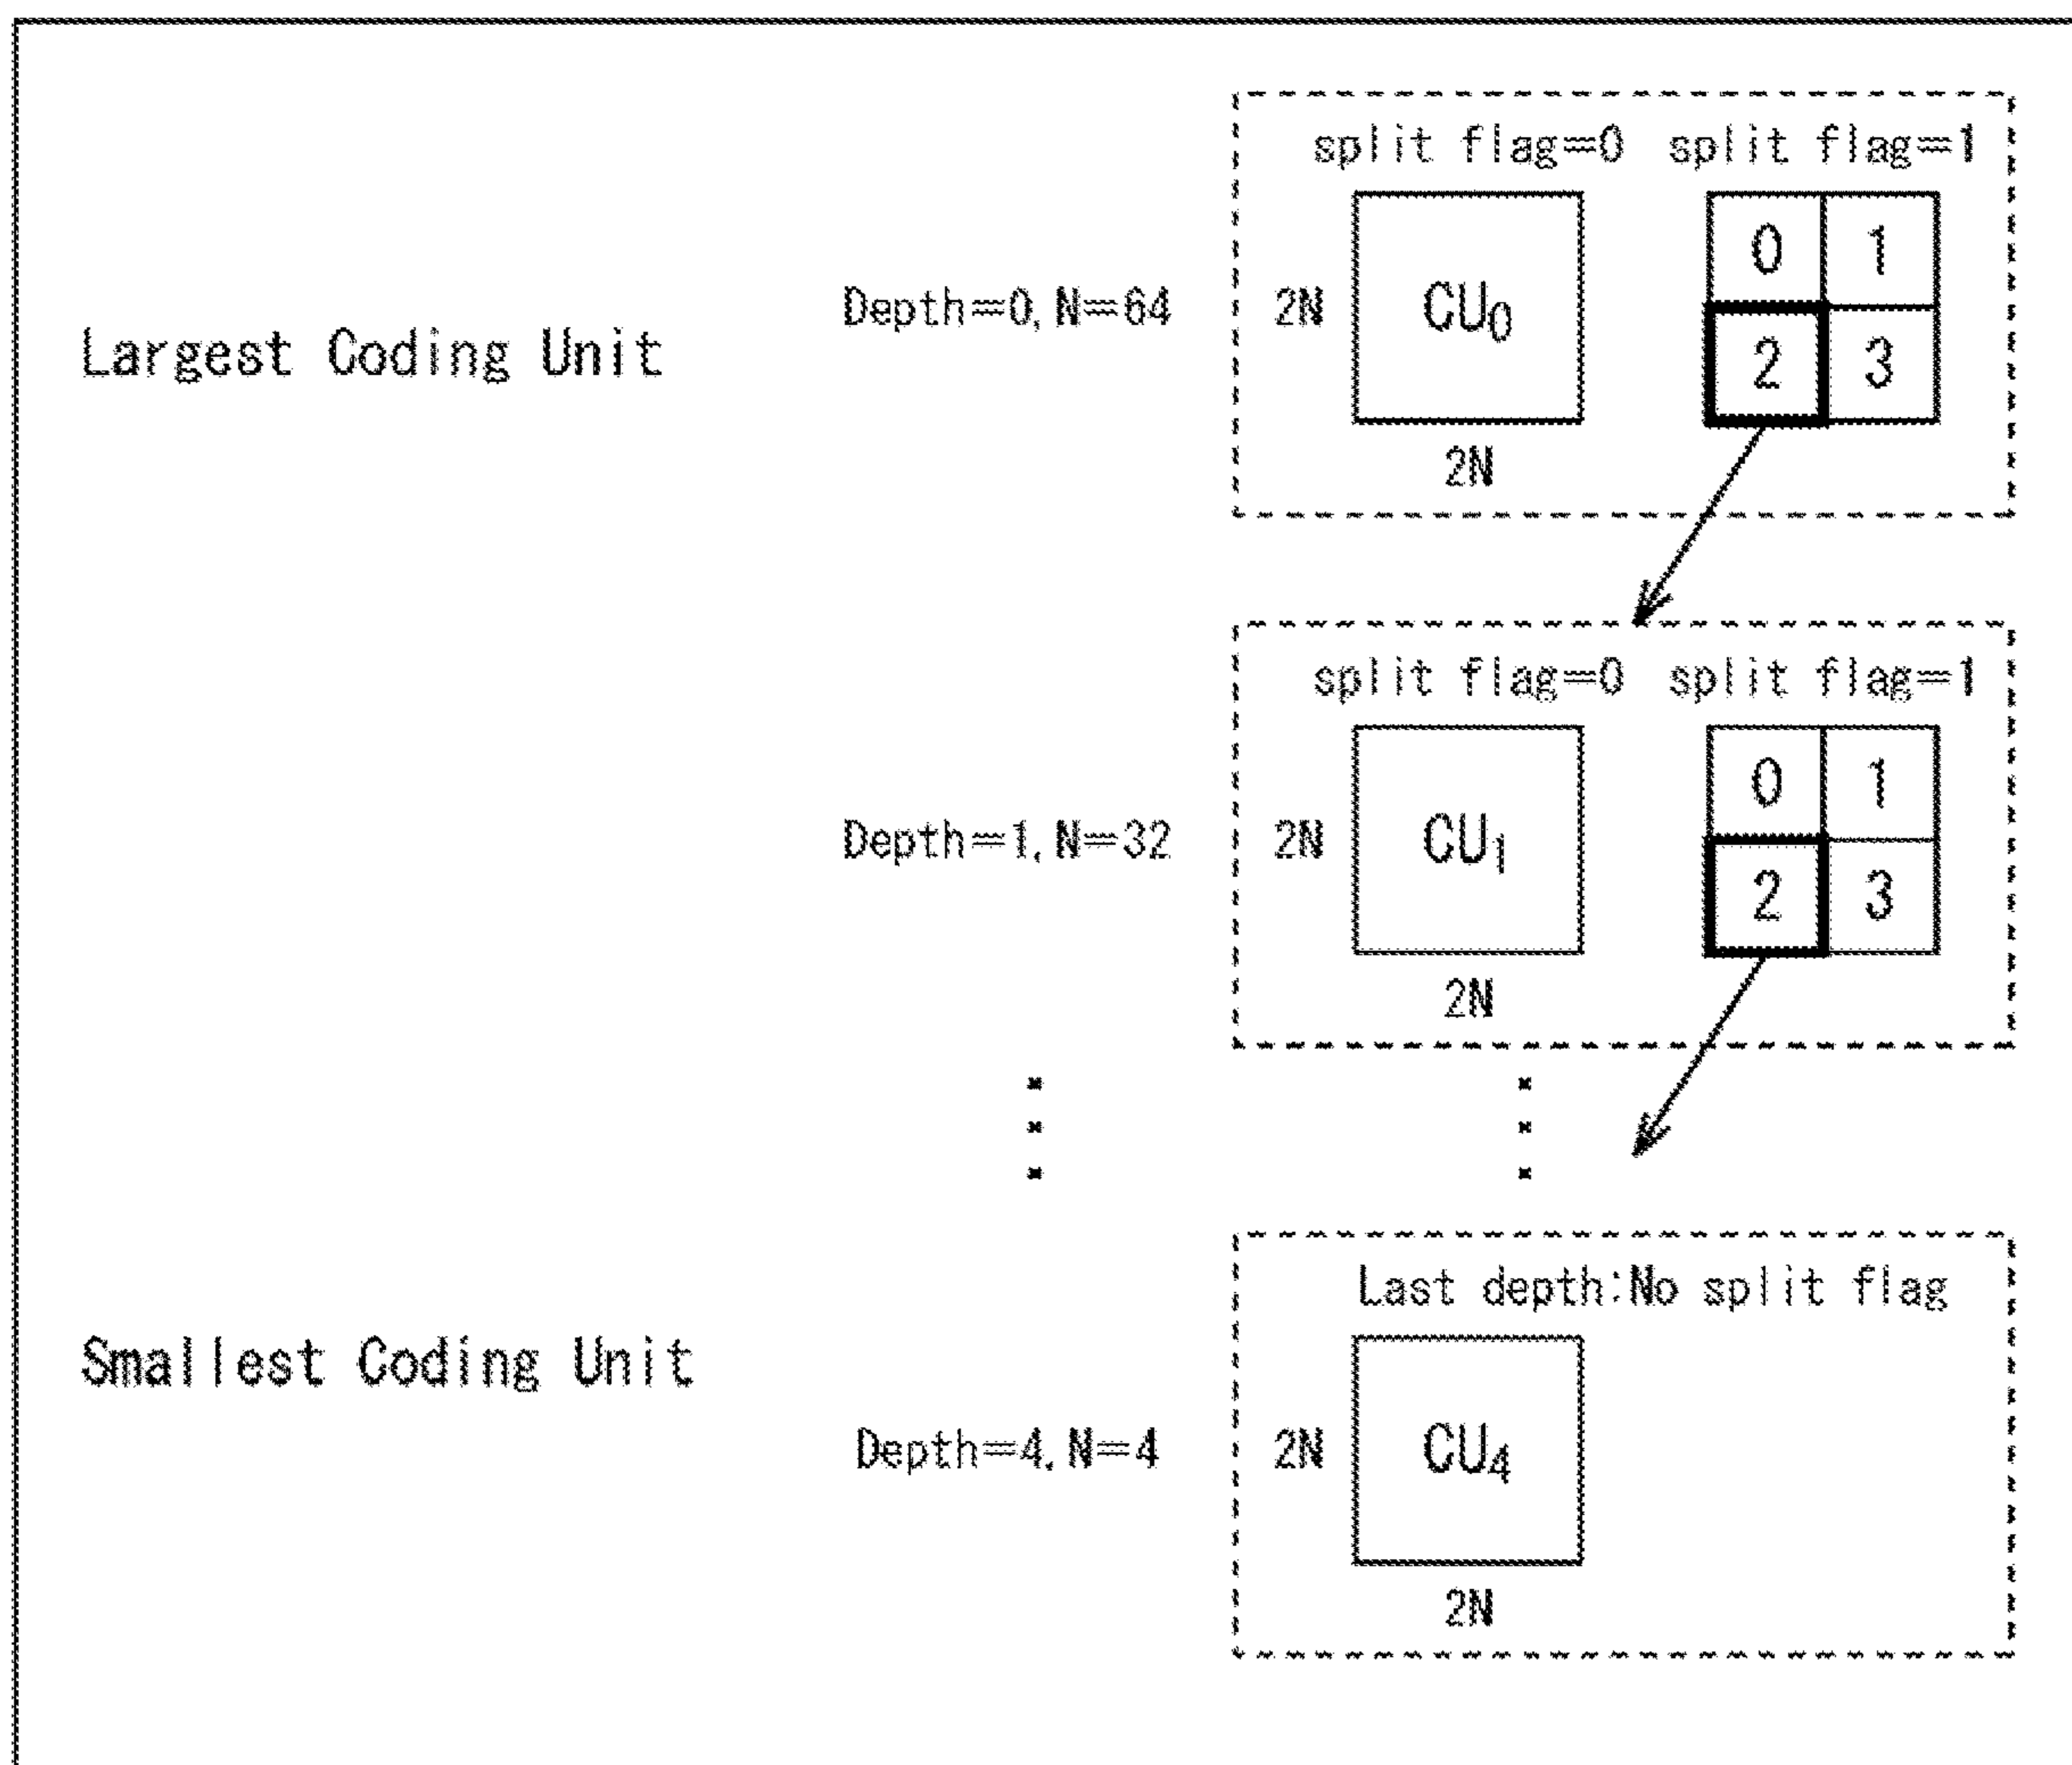 split flag=0 split flag=1
0 1
Largest Coding Unit
Depth=0, N=64
2N
CU₀
2 3
2N
split flag=0 split flag=1
0 1
Depth=1, N=32
2N
CU₁
2 3
2N
Last depth:No split flag
Smallest Coding Unit
Depth=4, N=4
2N
CU₄
2N